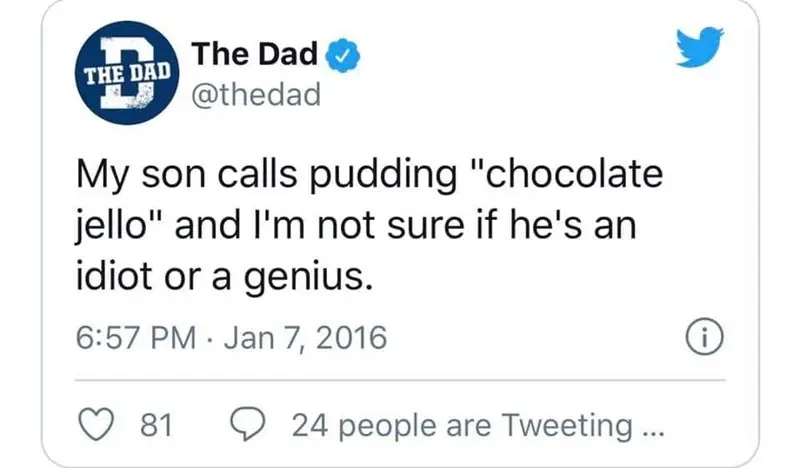 THE DAD
The Dad
@thedad
My son calls pudding "chocolate
jello" and I'm not sure if he's an
idiot or a genius.
6:57 PM · Jan 7, 2016
81 24 people are Tweeting ...